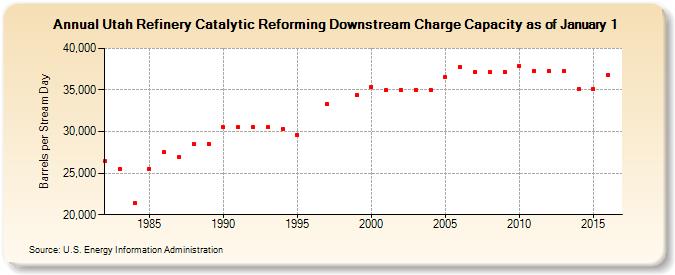 Annual Utah Refinery Catalytic Reforming Downstream Charge Capacity as of January 1
Barrels per Stream Day
40,000
35,000
30,000
25,000
20,000
1985 1990 1995 2000 2005 2010 2015
Source: U.S. Energy Information Administration